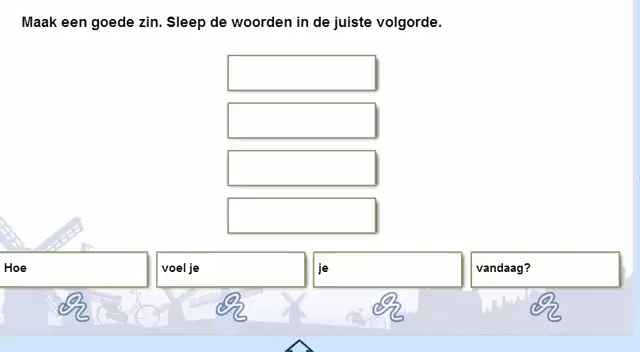 Maak een goede zin. Sleep de woorden in de juiste volgorde.
Hoe
voel je
je
vandaag?